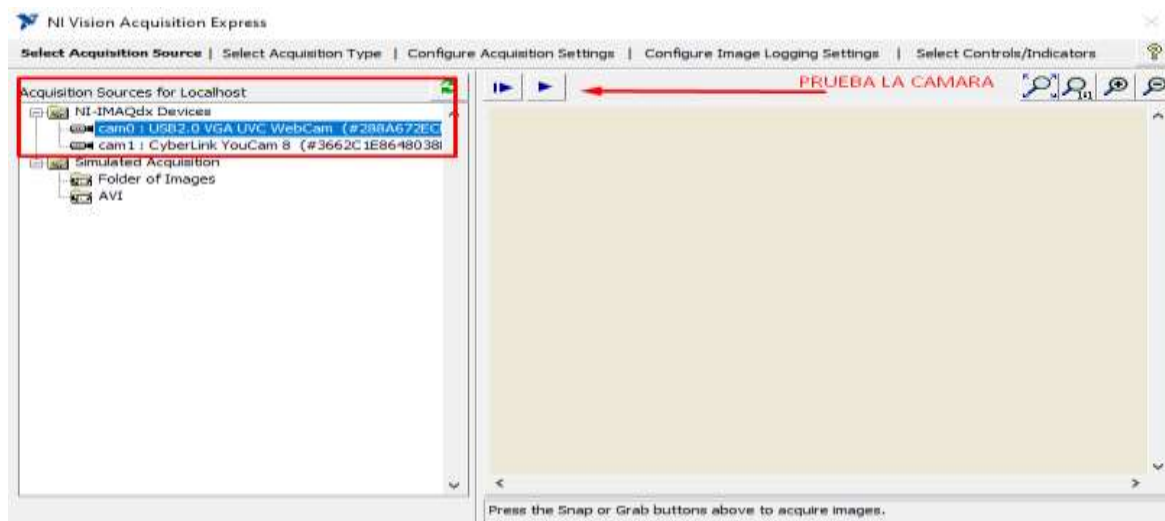 NI Vision Acquisition Express
Select Acquisition Source | Select Acquisition Type | Configure Acquisition Settings | Configure Image Logging Settings | Select Controls/Indicators
Acquisition Sources for Localhost
PRUEBA LA CAMARA
NI-IMAQdx Devices
cam0 : USB2.0 VGA UVC WebCam (#288A672EC
cam1 : CyberLink YouCam 8 (#3662C1E8648038
Simulated Acquisition
Folder of Images
AVI
Press the Snap or Grab buttons above to acquire images.